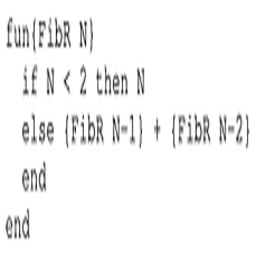 fun{FibR N}
if N < 2 then N
else {FibR N-1} + {FibR N-2}
end
end